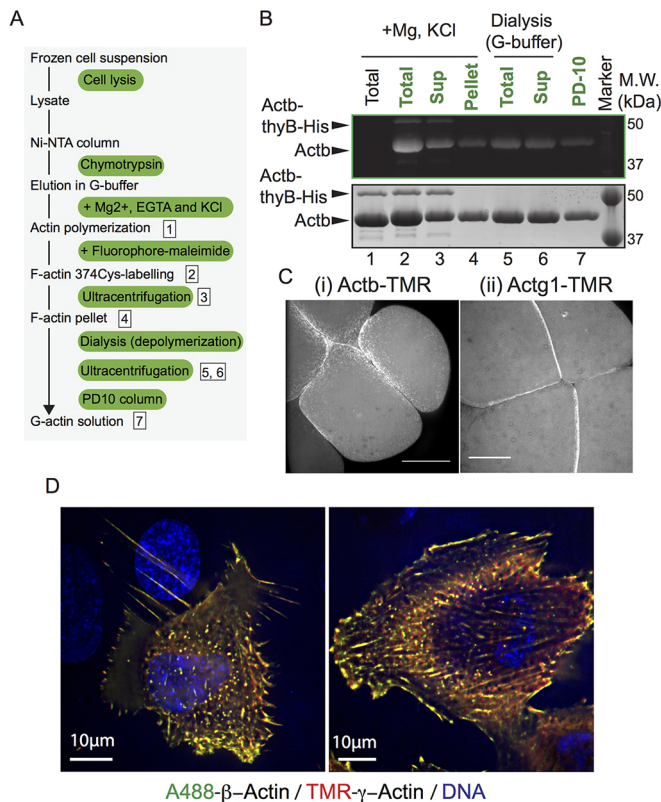 A
Frozen cell suspension
Cell lysis
Lysate
Ni-NTA column
Chymotrypsin
Elution in G-buffer
+ Mg2+, EGTA and KCl
Actin polymerization 1
+ Fluorophore-maleimide
F-actin 374Cys-labelling 2
Ultracentrifugation 3
F-actin pellet 4
Dialysis (depolymerization)
Ultracentrifugation 5, 6
PD10 column
G-actin solution 7
B
+Mg, KCl
Dialysis
(G-buffer)
Total
Total
Sup
Pellet
Total
Sup
PD-10
Marker
M.W.
(kDa)
Actb-
thyB-His
Actb
50
37
Actb-
thyB-His
Actb
50
37
1 2 3 4 5 6 7
C
(i) Actb-TMR
(ii) Actg1-TMR
D
10µm
10µm
A488-β–Actin / TMR-γ–Actin / DNA